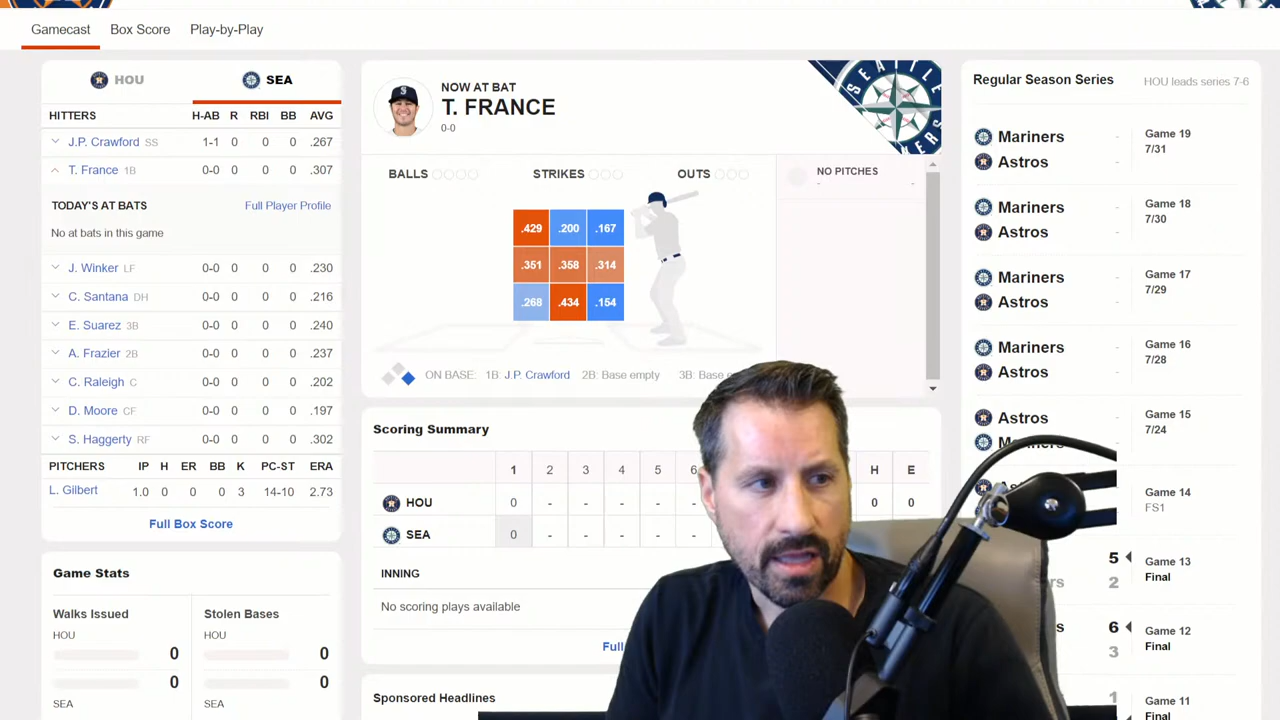 Gamecast Box Score Play-by-Play
HOU SEA
HITTERS H-AB R RBI BB AVG
J.P. Crawford SS 1-1 0 0 0 .267
T. France 1B 0-0 0 0 0 .307
TODAY'S AT BATS Full Player Profile
No at bats in this game
J. Winker LF 0-0 0 0 0 .230
C. Santana DH 0-0 0 0 0 .216
E. Suarez 3B 0-0 0 0 0 .240
A. Frazier 2B 0-0 0 0 0 .237
C. Raleigh C 0-0 0 0 0 .202
D. Moore CF 0-0 0 0 0 .197
S. Haggerty RF 0-0 0 0 0 .302
PITCHERS IP H ER BB K PC-ST ERA
L. Gilbert 1.0 0 0 0 3 14-10 2.73
Full Box Score
Game Stats
Walks Issued Stolen Bases
HOU HOU
0 0
0 0
SEA SEA
NOW AT BAT
T. FRANCE
0-0
SEATTLE
BALLS STRIKES OUTS
NO PITCHES
- -
.429 .200 .167
.351 .358 .314
.268 .434 .154
ON BASE: 1B: J.P. Crawford 2B: Base empty 3B: Base
Scoring Summary
1 2 3 4 5 6 H E
HOU 0 - - - - - 0 0
SEA 0 - - - - -
INNING
No scoring plays available
Full
Sponsored Headlines
Regular Season Series HOU leads series 7-6
Mariners - Game 19
Astros - 7/31
Mariners - Game 18
Astros - 7/30
Mariners - Game 17
Astros - 7/29
Mariners - Game 16
Astros - 7/28
Astros - Game 15
7/24
Game 14
FS1
5 Game 13
rs 2 Final
s 6 Game 12
3 Final
1 Game 11
Final